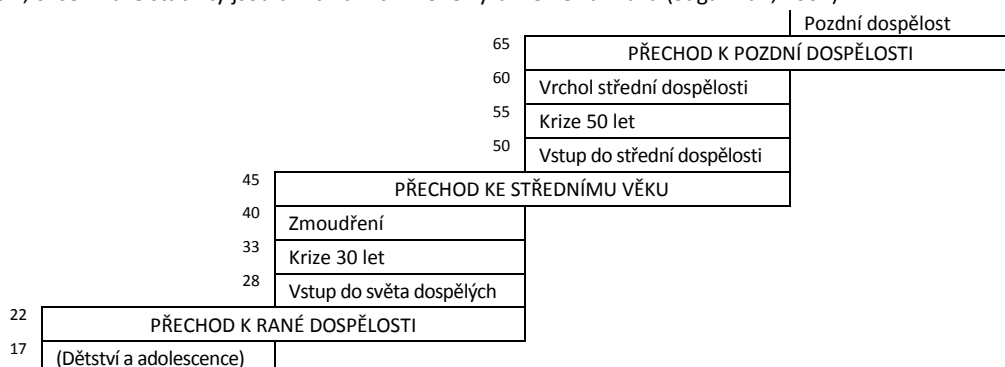 Pozdní dospělost
65
PŘECHOD K POZDNÍ DOSPĚLOSTI
60
Vrchol střední dospělosti
55
Krize 50 let
50
Vstup do střední dospělosti
45
PŘECHOD KE STŘEDNÍMU VĚKU
40
Zmoudření
33
Krize 30 let
28
Vstup do světa dospělých
22
PŘECHOD K RANÉ DOSPĚLOSTI
17
(Dětství a adolescence)